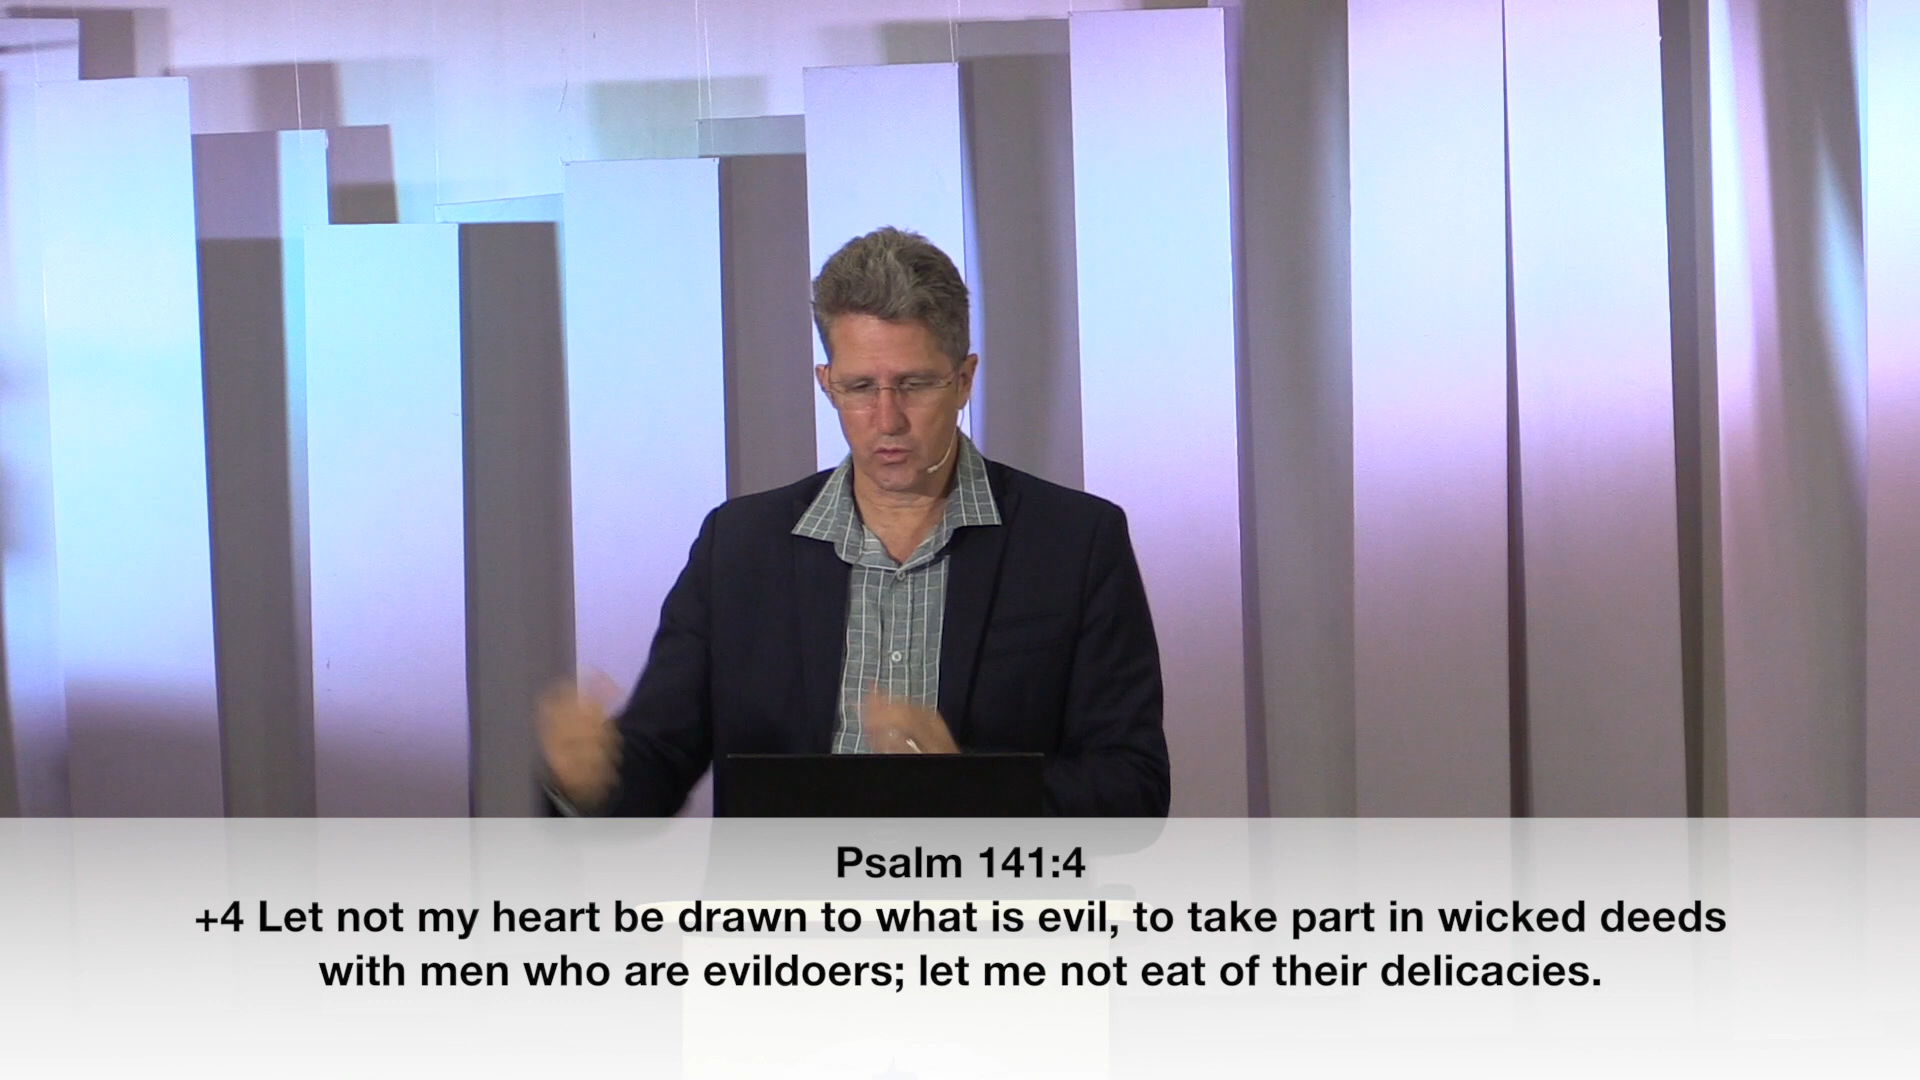 Psalm 141:4
+4 Let not my heart be drawn to what is evil, to take part in wicked deeds
with men who are evildoers; let me not eat of their delicacies.